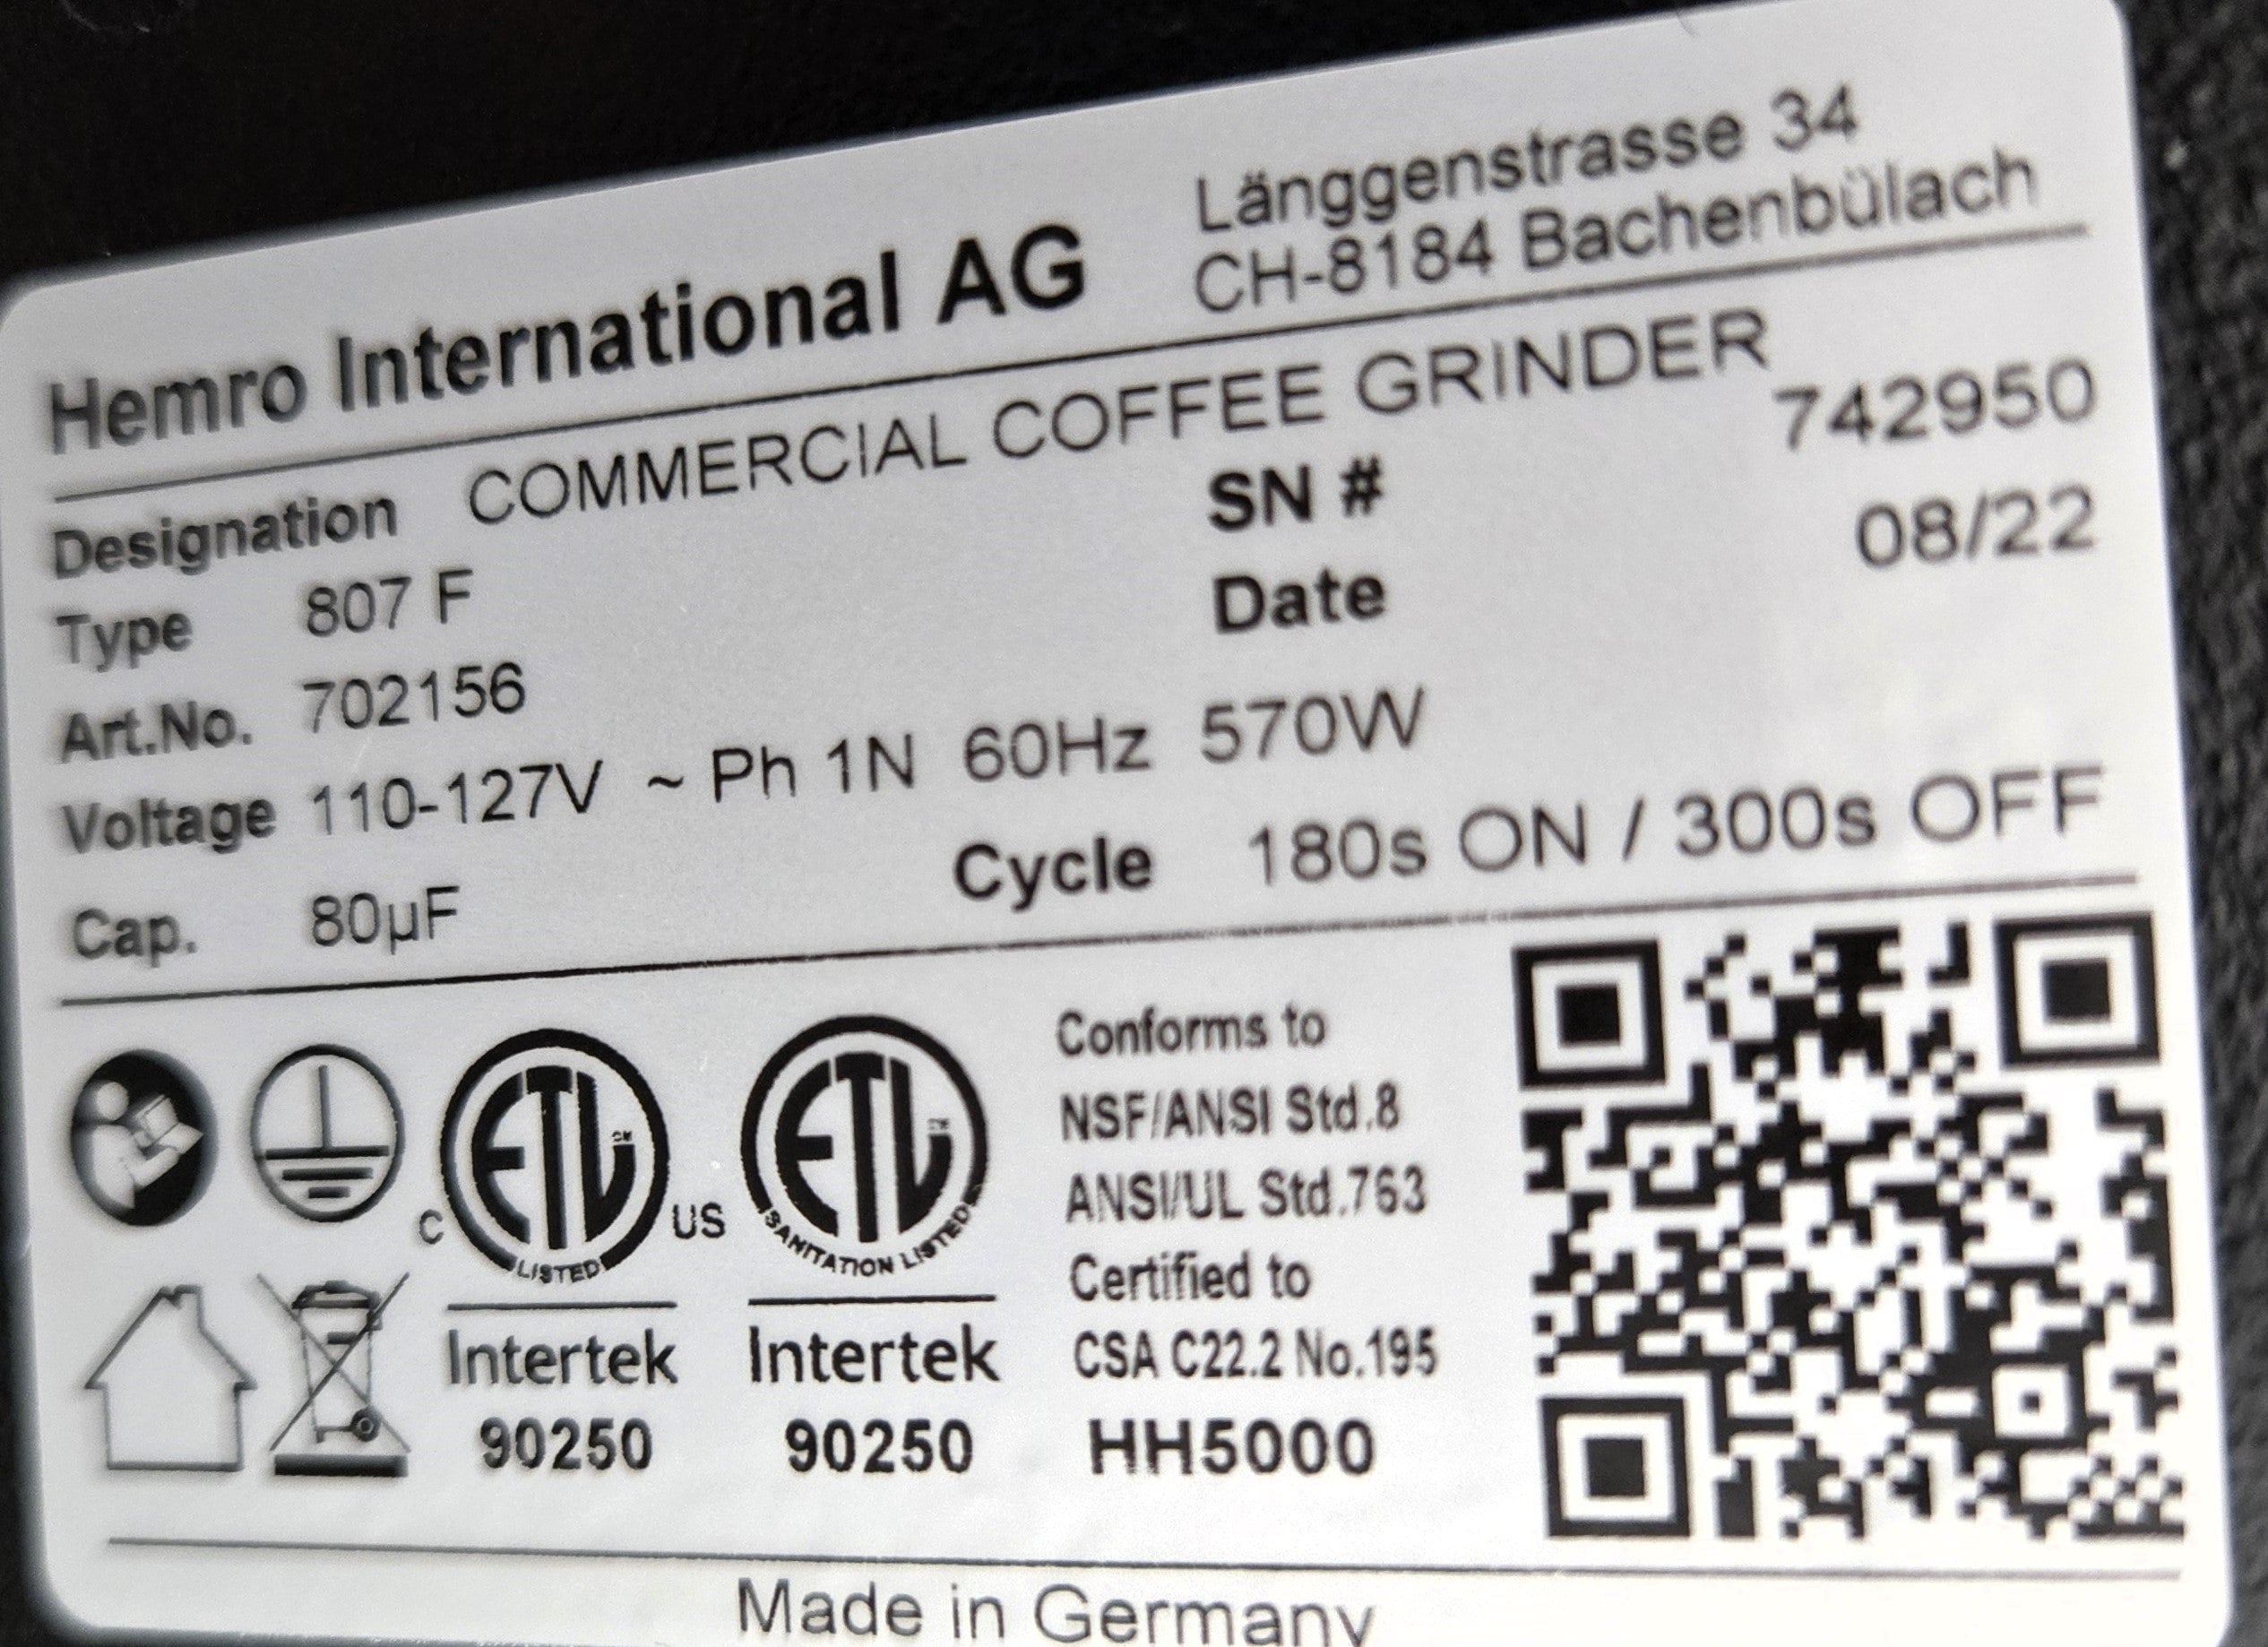 Hemro International AG
Länggenstrasse 34
CH-8184 Bachenbülach
Designation COMMERCIAL COFFEE GRINDER
Type 807 F
SN # 742950
Art.No. 702156
Date 08/22
Voltage 110-127V ~ Ph 1N 60Hz 570W
Cap. 80µF
Cycle 180s ON / 300s OFF
C ETL US
LISTED
Intertek
90250
ETL
SANITATION LISTED
Intertek
90250
Conforms to
NSF/ANSI Std.8
ANSI/UL Std.763
Certified to
CSA C22.2 No.195
HH5000
Made in Germany